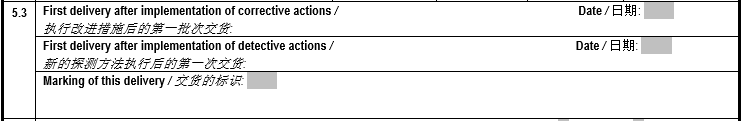 5.3 First delivery after implementation of corrective actions / Date / 日期:
执行改进措施后的第一批次交货:
First delivery after implementation of detective actions / Date / 日期:
新的探测方法执行后的第一次交货:
Marking of this delivery / 交货的标识: